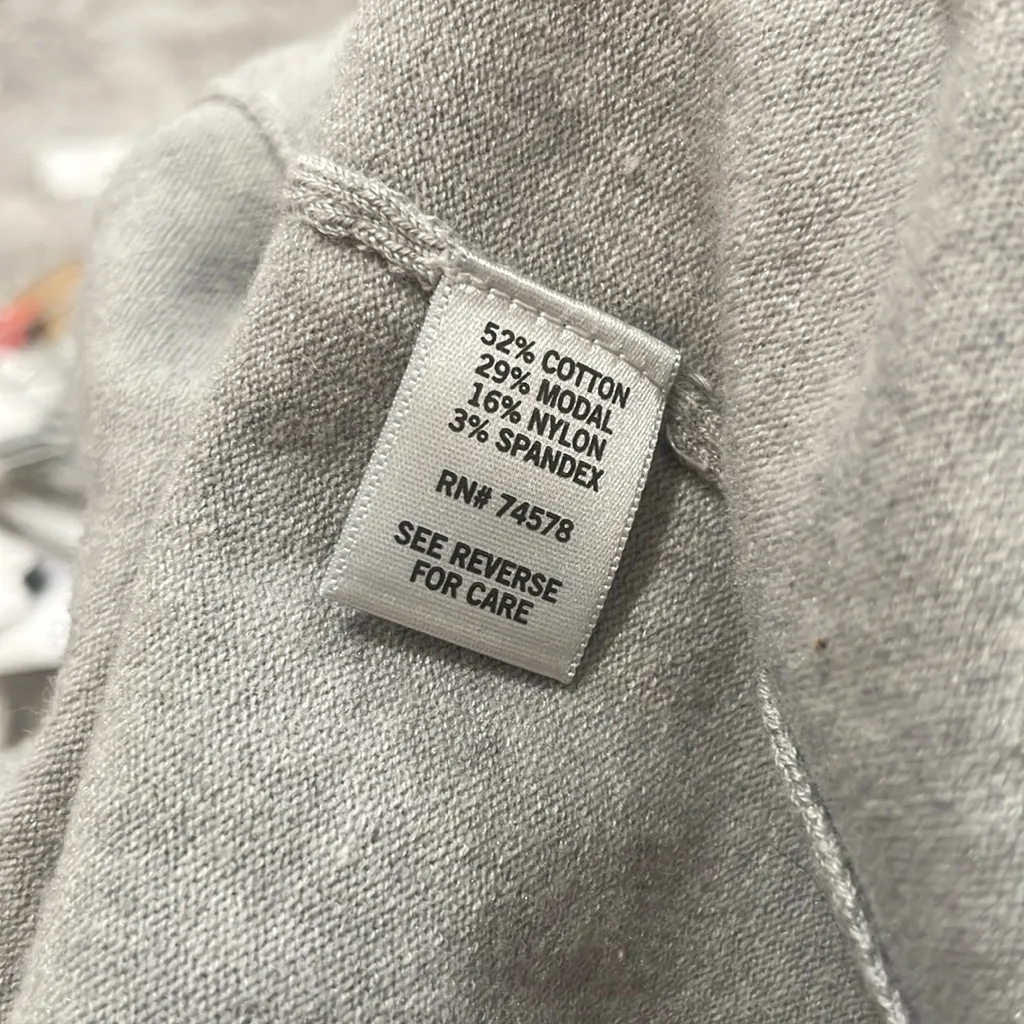 52% COTTON
29% MODAL
16% NYLON
3% SPANDEX
RN# 74578
SEE REVERSE
FOR CARE